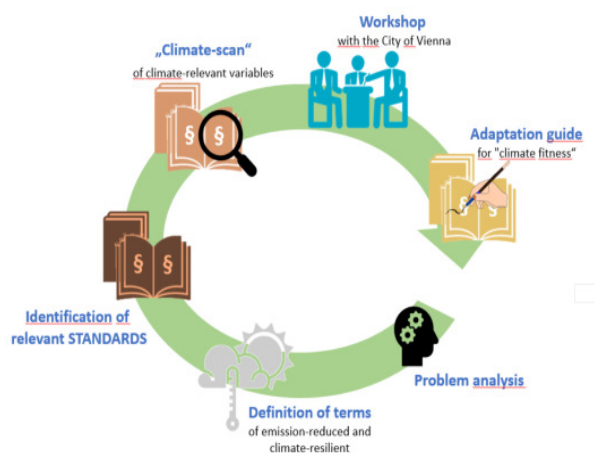 Workshop
with the City of Vienna
„Climate-scan“
of climate-relevant variables
Adaptation guide
for "climate fitness“
§ §
§
§ §
Identification of
relevant STANDARDS
Problem analysis
Definition of terms
of emission-reduced and
climate-resilient